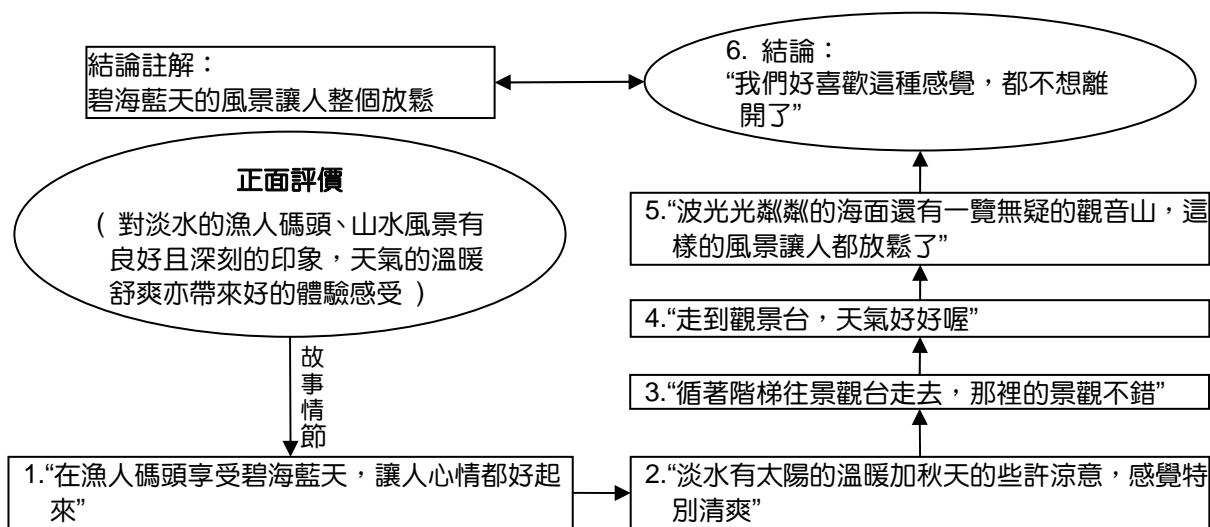 結論註解：
碧海藍天的風景讓人整個放鬆
6. 結論：
“我們好喜歡這種感覺，都不想離
開了”
正面評價
（ 對淡水的漁人碼頭、山水風景有
良好且深刻的印象，天氣的溫暖
舒爽亦帶來好的體驗感受 ）
故事情節
1.“在漁人碼頭享受碧海藍天，讓人心情都好起
來”
2.“淡水有太陽的溫暖加秋天的些許涼意，感覺特
別清爽”
3.“循著階梯往景觀台走去，那裡的景觀不錯”
4.“走到觀景台，天氣好好喔”
5.“波光光粼粼的海面還有一覽無疑的觀音山，這
樣的風景讓人都放鬆了”